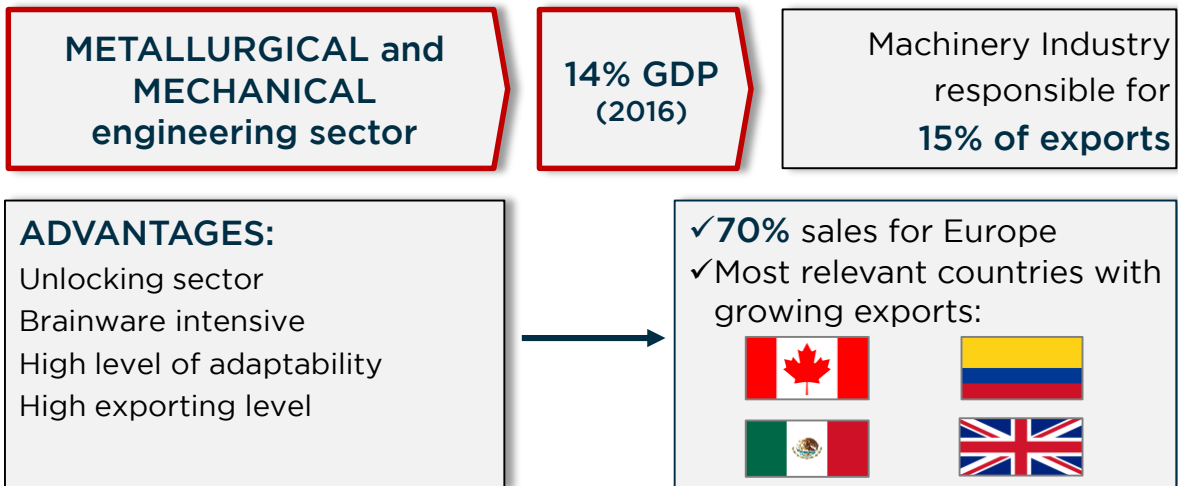 METALLURGICAL and
MECHANICAL
engineering sector
14% GDP
(2016)
Machinery Industry
responsible for
15% of exports
ADVANTAGES:
Unlocking sector
Brainware intensive
High level of adaptability
High exporting level
✓70% sales for Europe
✓Most relevant countries with
growing exports: